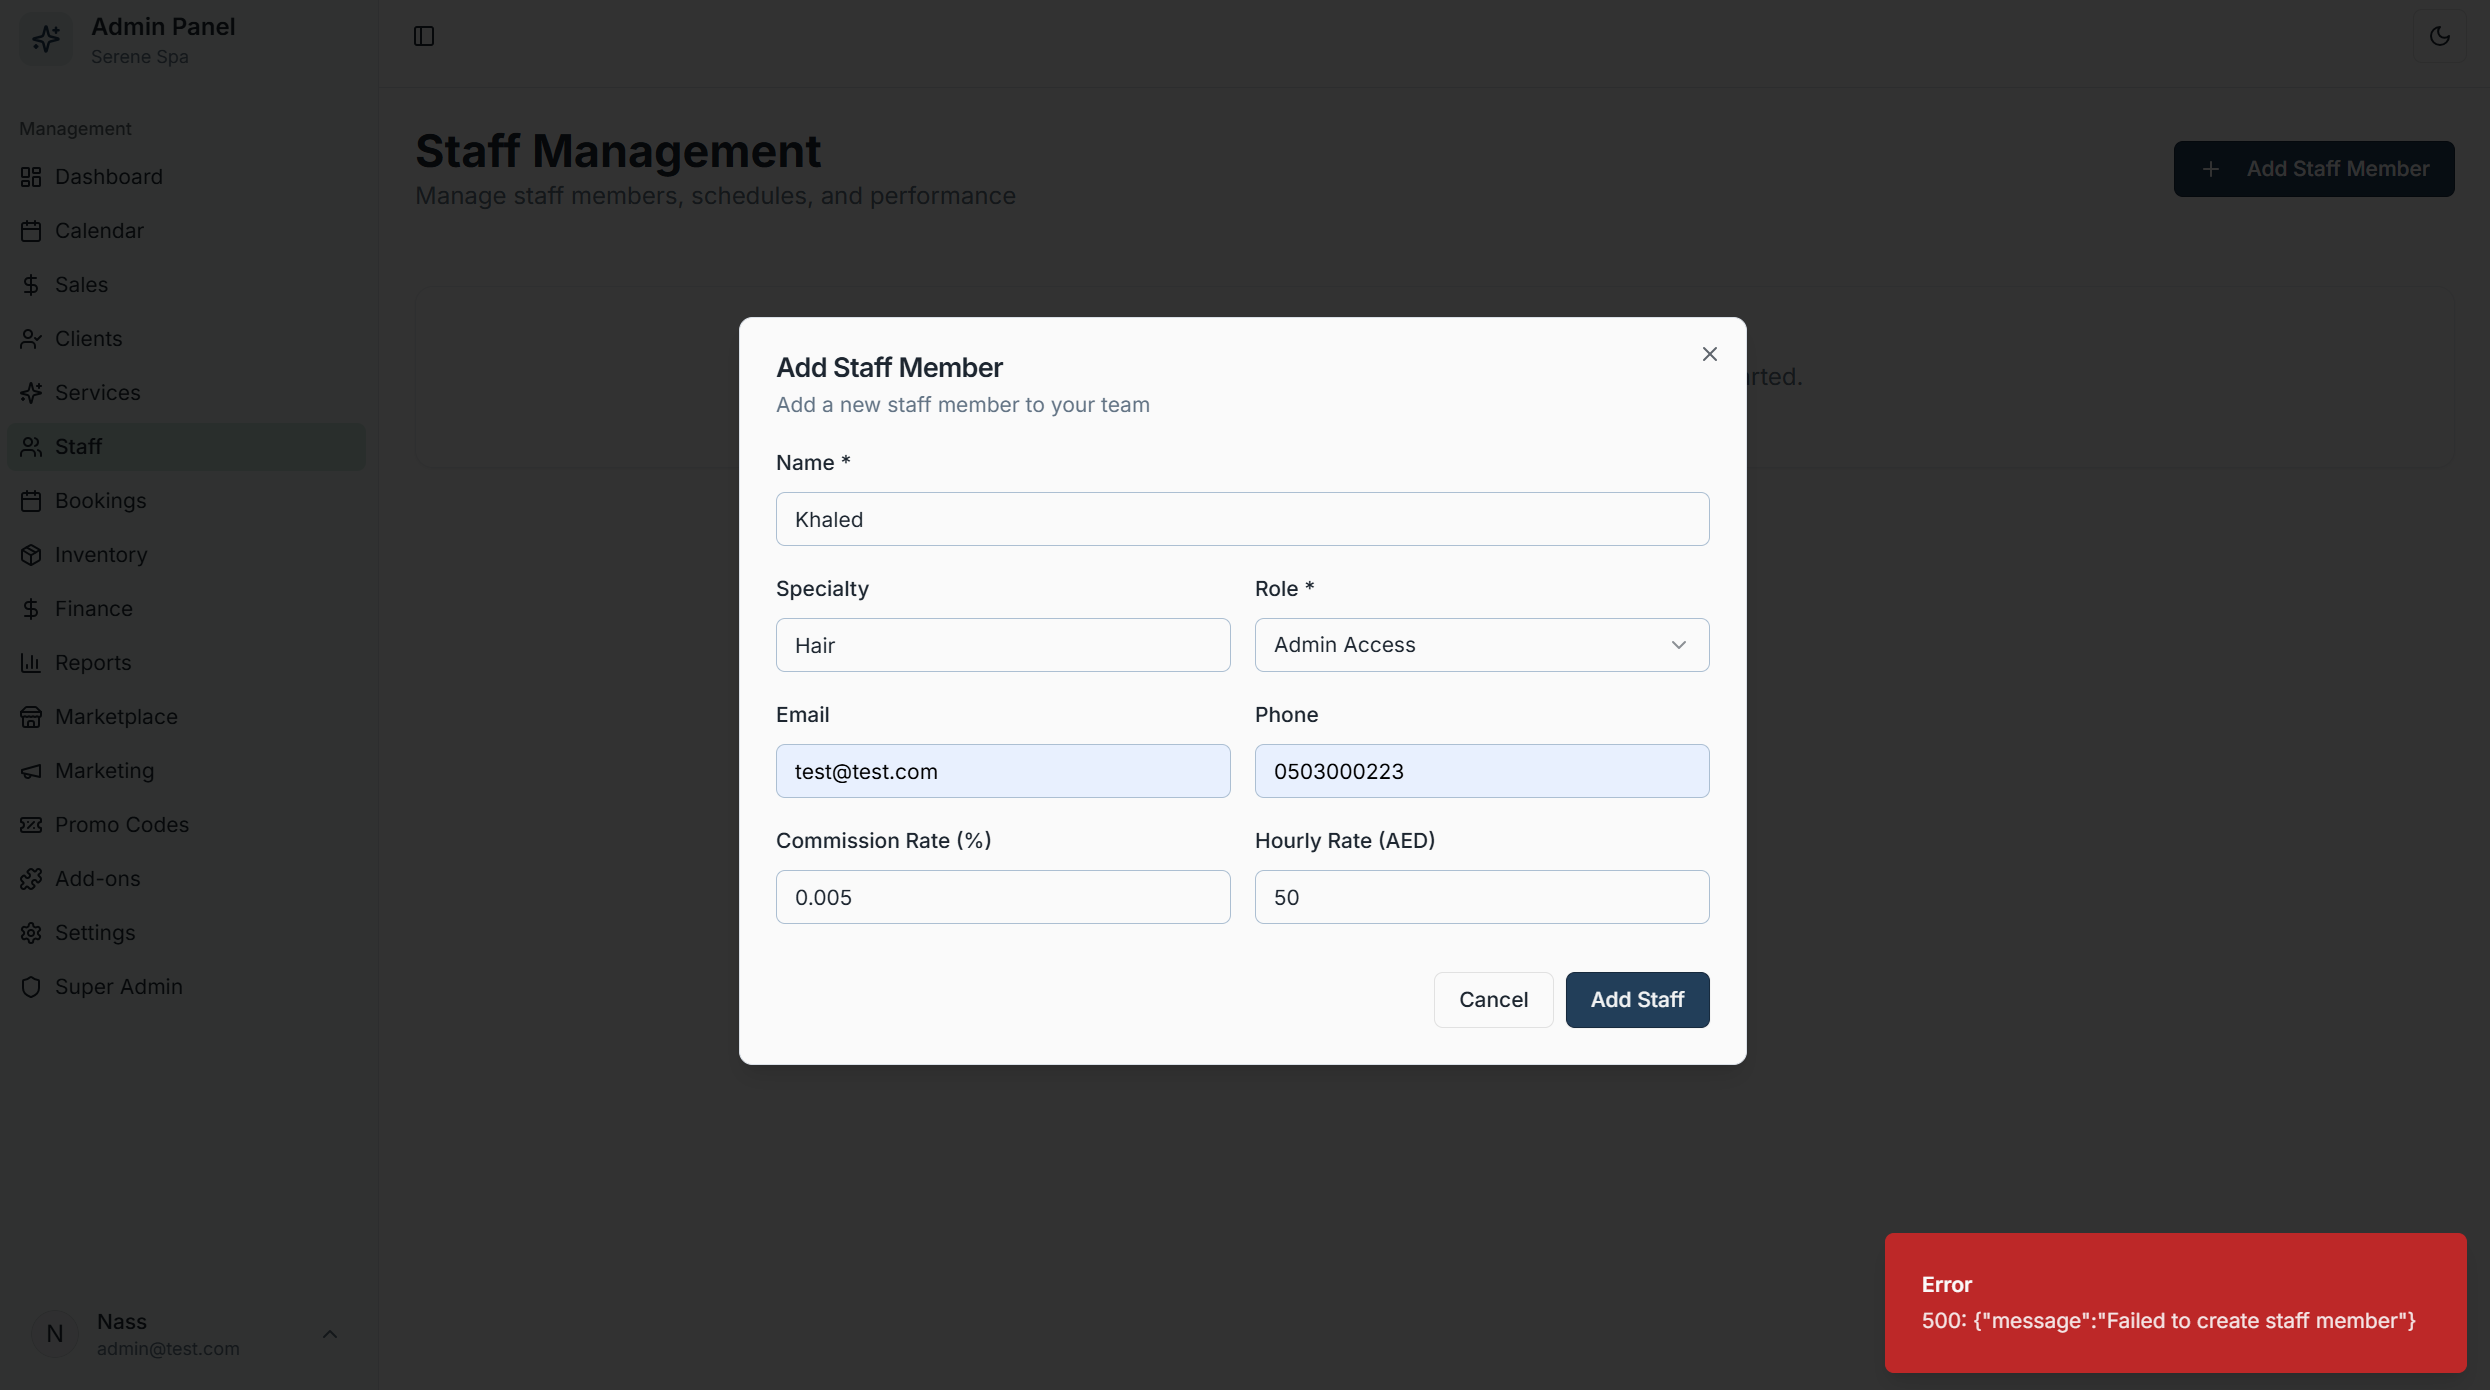 Admin Panel
Serene Spa
Management
Dashboard
Calendar
Sales
Clients
Services
Staff
Bookings
Inventory
Finance
Reports
Marketplace
Marketing
Promo Codes
Add-ons
Settings
Super Admin
N
Nass
admin@test.com
Staff Management
Manage staff members, schedules, and performance
Add Staff Member
Add Staff Member
Add a new staff member to your team
Name *
Khaled
Specialty
Role *
Hair
Admin Access
Email
Phone
test@test.com
0503000223
Commission Rate (%)
Hourly Rate (AED)
0.005
50
Cancel
Add Staff
Error
500: {"message":"Failed to create staff member"}